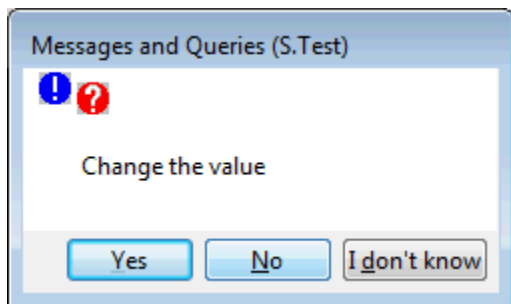 Messages and Queries (S.Test)
! ?
Change the value
Yes No I don't know